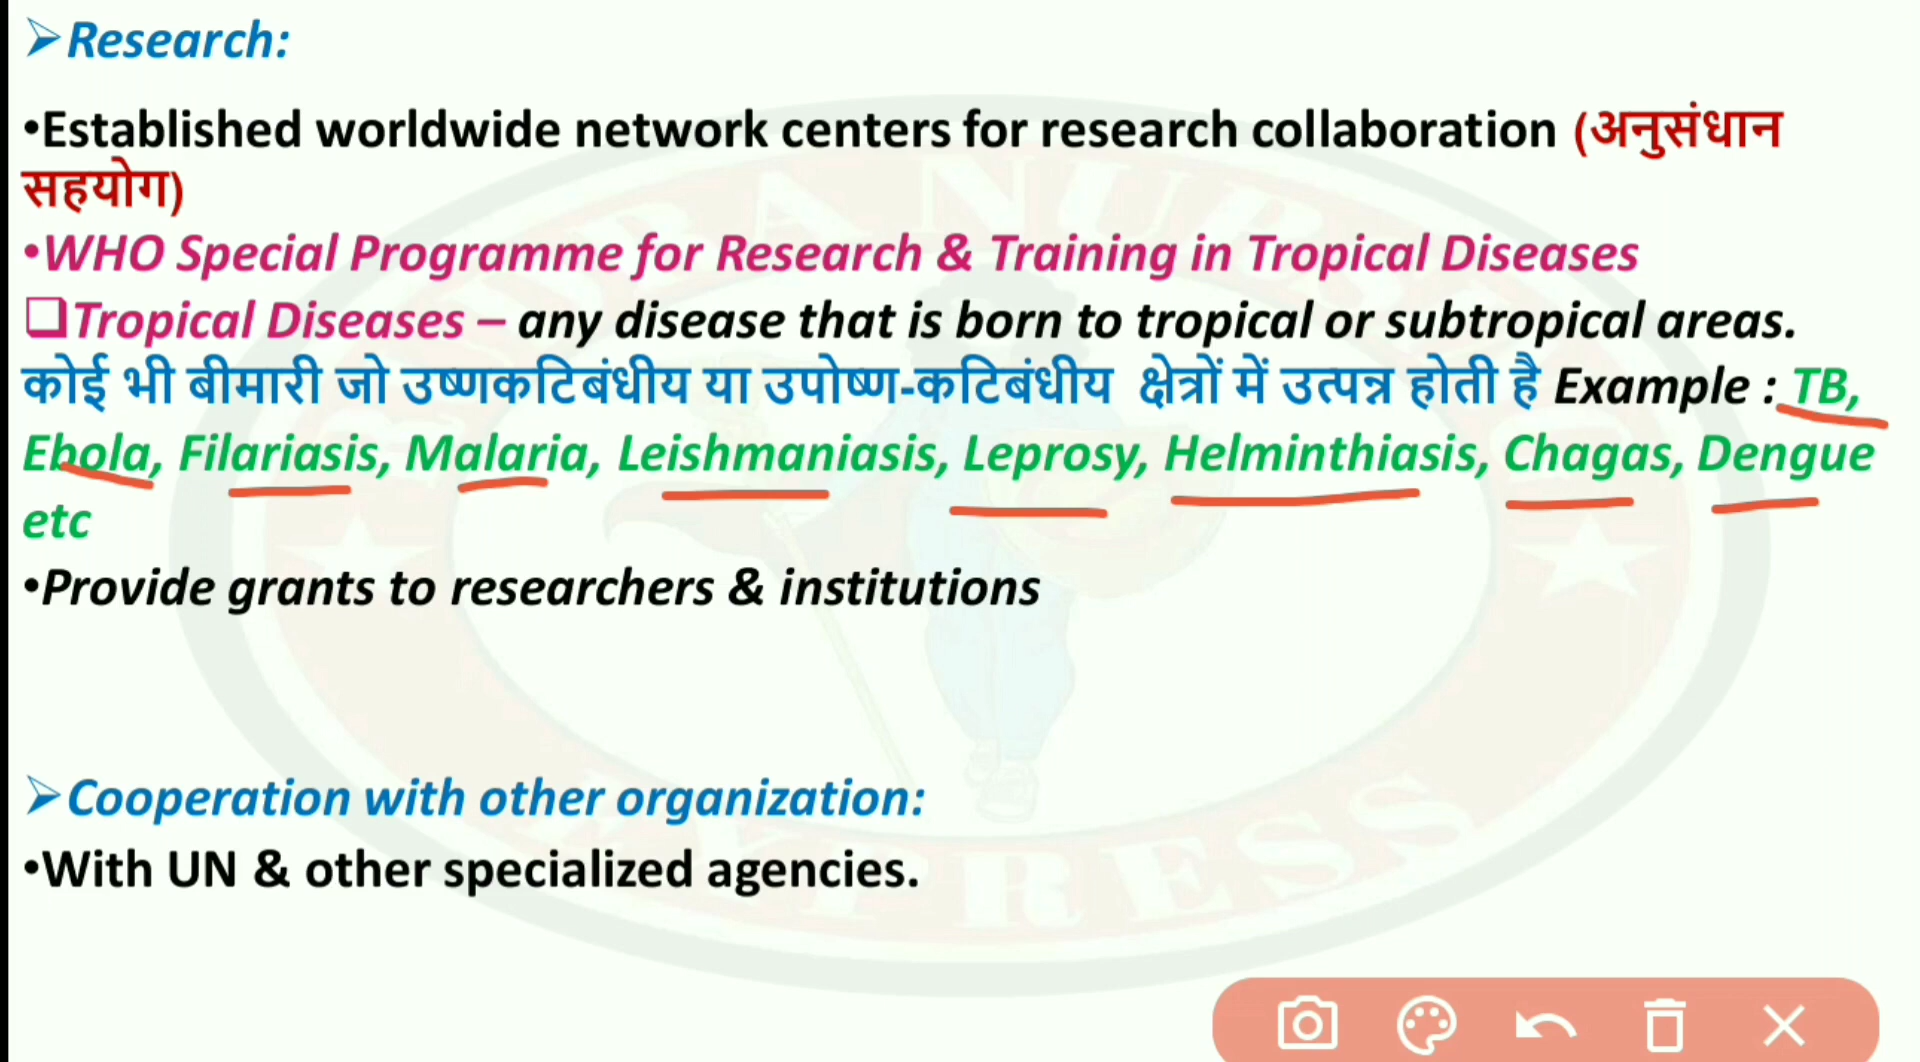 ➢Research:
•Established worldwide network centers for research collaboration (अनुसंधान
सहयोग)
•WHO Special Programme for Research & Training in Tropical Diseases
❑Tropical Diseases – any disease that is born to tropical or subtropical areas.
कोई भी बीमारी जो उष्णकटिबंधीय या उपोष्ण-कटिबंधीय क्षेत्रों में उत्पन्न होती है Example : TB,
Ebola, Filariasis, Malaria, Leishmaniasis, Leprosy, Helminthiasis, Chagas, Dengue
etc
•Provide grants to researchers & institutions
➢Cooperation with other organization:
•With UN & other specialized agencies.